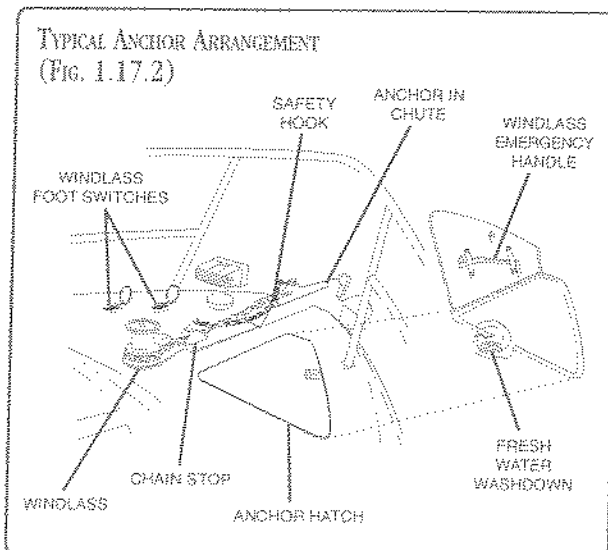 TYPICAL ANCHOR ARRANGEMENT
(FIG. 1.17.2)
SAFETY
HOOK
ANCHOR IN
CHUTE
WINDLASS
EMERGENCY
HANDLE
WINDLASS
FOOT SWITCHES
CHAIN STOP
WINDLASS
ANCHOR HATCH
FRESH
WATER
WASHDOWN